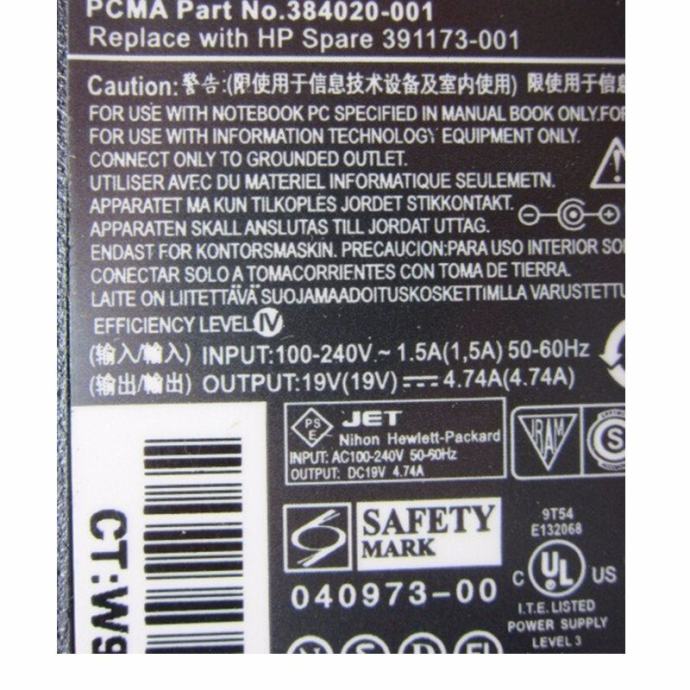 PCMA Part No.384020-001
Replace with HP Spare 391173-001
Caution: 警告:(限使用于信息技术设备及室内使用) 限使用于信
FOR USE WITH NOTEBOOK PC SPECIFIED IN MANUAL BOOK ONLY.FO
FOR USE WITH INFORMATION TECHNOLOGY EQUIPMENT ONLY.
CONNECT ONLY TO GROUNDED OUTLET.
UTILISER AVEC DU MATERIEL INFORMATIQUE SEULEMETN.
APPARATET MA KUN TILKOPLES JORDET STIKKONTAKT.
APPARATEN SKALL ANSLUTAS TILL JORDAT UTTAG.
ENDAST FOR KONTORSMASKIN. PRECAUCION:PARA USO INTERIOR SO
CONECTAR SOLO A TOMACORRIENTES CON TOMA DE TIERRA.
LAITE ON LIITETTÄVÄ SUOJAMAADOITUSKOSKETTIMLLA VARUSTETTU
EFFICIENCY LEVEL IV
(输入/輸入) INPUT:100-240V.~ 1.5A(1,5A) 50-60Hz
(输出/輸出) OUTPUT:19V(19V) 4.74A(4.74A)
PS E JET
Nihon Hewlett-Packard
INPUT: AC100-240V 50-60Hz
OUTPUT: DC19V 4.74A
VRAM S
SAFETY
MARK
040973-00
9T54
E132068
C UL US
I.T.E. LISTED
POWER SUPPLY
LEVEL 3
CT:W9